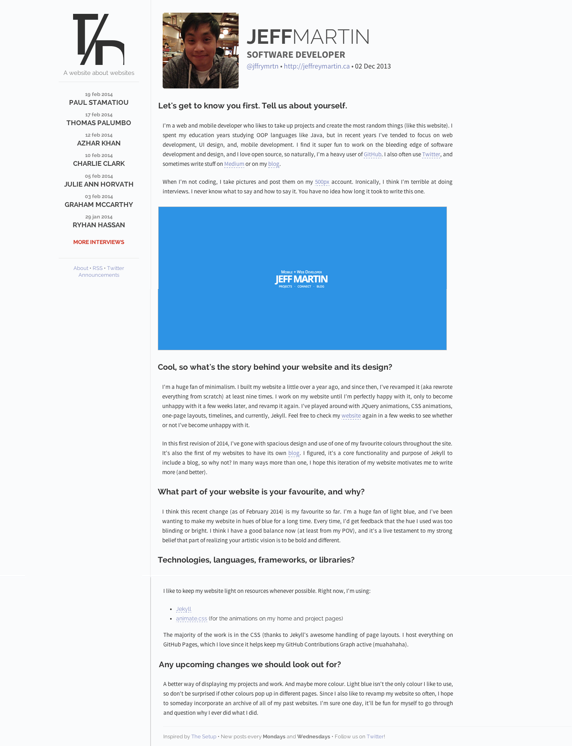 Th
A website about websites
19 feb 2014
PAUL STAMATIOU
17 feb 2014
THOMAS PALUMBO
12 feb 2014
AZHAR KHAN
10 feb 2014
CHARLIE CLARK
05 feb 2014
JULIE ANN HORVATH
03 feb 2014
GRAHAM MCCARTHY
29 jan 2014
RYHAN HASSAN
MORE INTERVIEWS
About • RSS • Twitter
Announcements
JEFFMARTIN
SOFTWARE DEVELOPER
@jffrymrtn • http://jeffreymartin.ca • 02 Dec 2013
Let's get to know you first. Tell us about yourself.
I'm a web and mobile developer who likes to take up projects and create the most random things (like this website). I
spent my education years studying OOP languages like Java, but in recent years I've tended to focus on web
development, UI design, and, mobile development. I find it super fun to work on the bleeding edge of software
development and design, and I love open source, so naturally, I'm a heavy user of GitHub. I also often use Twitter, and
sometimes write stuff on Medium or on my blog.
When I'm not coding, I take pictures and post them on my 500px account. Ironically, I think I'm terrible at doing
interviews. I never know what to say and how to say it. You have no idea how long it took to write this one.
MOBILE + WEB DEVELOPER
JEFF MARTIN
PROJECTS CONNECT BLOG
Cool, so what's the story behind your website and its design?
I'm a huge fan of minimalism. I built my website a little over a year ago, and since then, I've revamped it (aka rewrote
everything from scratch) at least nine times. I work on my website until I'm perfectly happy with it, only to become
unhappy with it a few weeks later, and revamp it again. I've played around with JQuery animations, CSS animations,
one-page layouts, timelines, and currently, Jekyll. Feel free to check my website again in a few weeks to see whether
or not I've become unhappy with it.
In this first revision of 2014, I've gone with spacious design and use of one of my favourite colours throughout the site.
It's also the first of my websites to have its own blog. I figured, it's a core functionality and purpose of Jekyll to
include a blog, so why not? In many ways more than one, I hope this iteration of my website motivates me to write
more (and better).
What part of your website is your favourite, and why?
I think this recent change (as of February 2014) is my favourite so far. I'm a huge fan of light blue, and I've been
wanting to make my website in hues of blue for a long time. Every time, I'd get feedback that the hue I used was too
blinding or bright. I think I have a good balance now (at least from my POV), and it's a live testament to my strong
belief that part of realizing your artistic vision is to be bold and different.
Technologies, languages, frameworks, or libraries?
I like to keep my website light on resources whenever possible. Right now, I'm using:
• Jekyll
• animate.css (for the animations on my home and project pages)
The majority of the work is in the CSS (thanks to Jekyll's awesome handling of page layouts. I host everything on
GitHub Pages, which I love since it helps keep my GitHub Contributions Graph active (muahahaha).
Any upcoming changes we should look out for?
A better way of displaying my projects and work. And maybe more colour. Light blue isn't the only colour I like to use,
so don't be surprised if other colours pop up in different pages. Since I also like to revamp my website so often, I hope
to someday incorporate an archive of all of my past websites. I'm sure one day, it'll be fun for myself to go through
and question why I ever did what I did.
Inspired by The Setup • New posts every Mondays and Wednesdays • Follow us on Twitter!